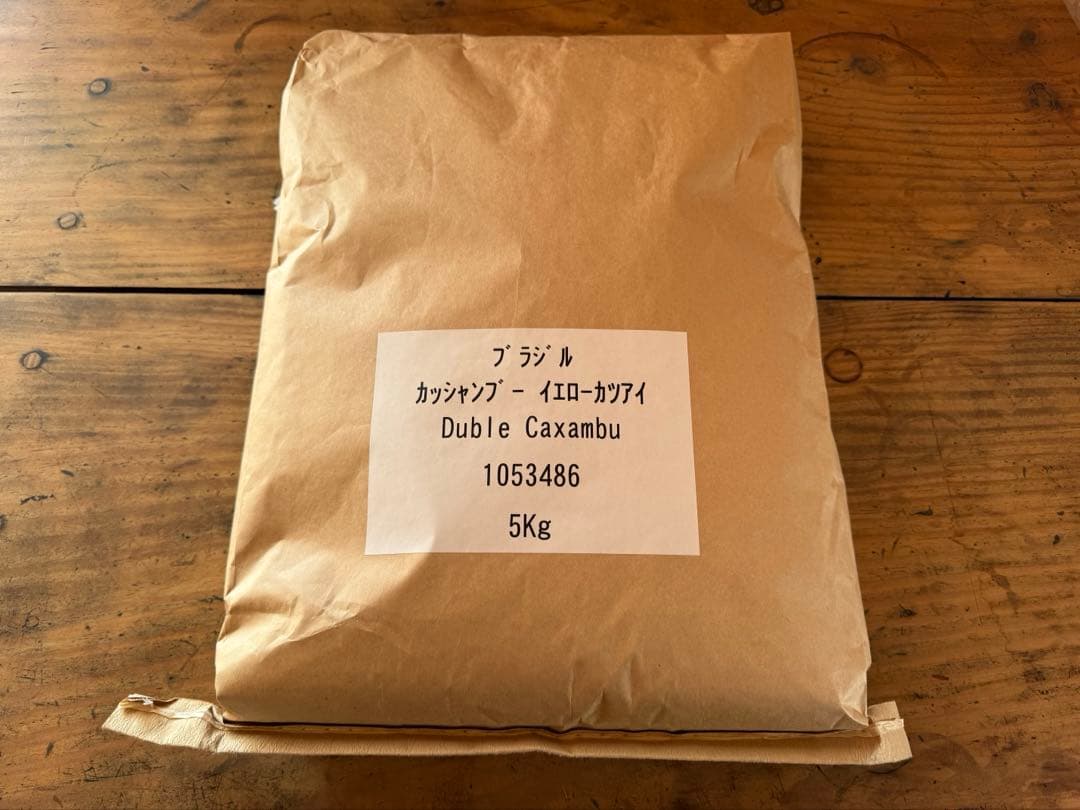 ﾌﾞﾗｼﾞﾙ
ｶｯｼｬﾝﾌﾞｰ ｲｴﾛｰｶﾂｱｲ
Duble Caxambu
1053486
5Kg